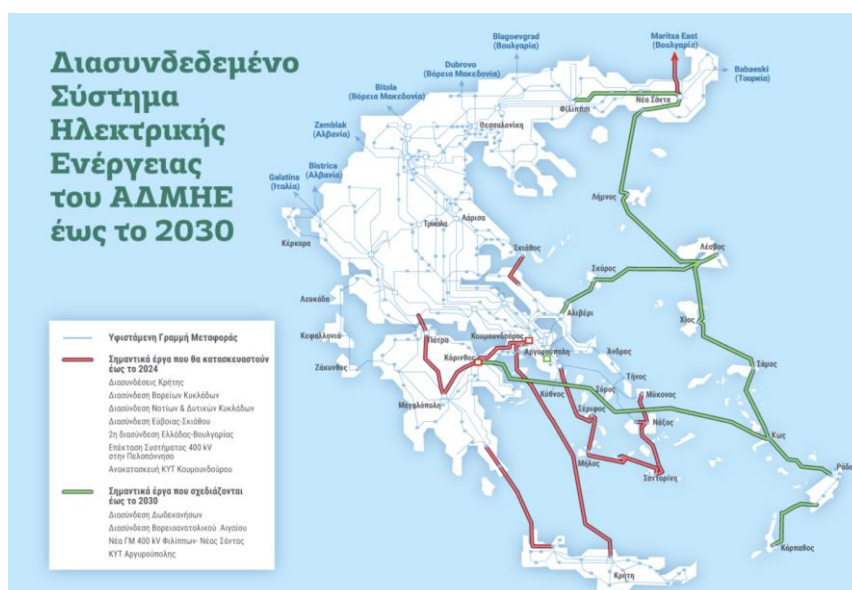 Διασυνδεδεμένο
Σύστημα
Ηλεκτρικής
Ενέργειας
του ΑΔΜΗΕ
έως το 2030
Blagoevgrad
(Βουλγαρία)
Maritsa East
(Βουλγαρία)
Dubrovo
(Βόρεια Μακεδονία)
Babaeski
(Τουρκία)
Bitola
(Βόρεια Μακεδονία)
Φίλιπποι
Νέα Σάντα
Zemblak
(Αλβανία)
Θεσσαλονίκη
Bistrica
(Αλβανία)
Galatina
(Ιταλία)
Λήμνος
Κέρκυρα
Τρίκαλα
Λάρισα
Σκιάθος
Λέσβος
Σκύρος
Λευκάδα
Αλιβέρι
Χίος
Κεφαλλονιά
Πάτρα
Κουμουνδούρος
Κόρινθος
Αργυρούπολη
Άνδρος
Ζάκυνθος
Σάμος
Τήνος
Μύκονος
Μεγαλόπολη
Κύθνος
Σύρος
Σέριφος
Νάξος
Κως
Μήλος
Σαντορίνη
Ρόδος
Κάρπαθος
Κρήτη
Υφιστάμενη Γραμμή Μεταφοράς
Σημαντικά έργα που θα κατασκευαστούν
έως το 2024
Διασυνδέσεις Κρήτης
Διασύνδεση Βορείων Κυκλάδων
Διασύνδεση Νοτίων & Δυτικών Κυκλάδων
Διασύνδεση Εύβοιας-Σκιάθου
2η διασύνδεση Ελλάδας-Βουλγαρίας
Επέκταση Συστήματος 400 kV
στην Πελοπόννησο
Ανακατασκευή ΚΥΤ Κουμουνδούρου
Σημαντικά έργα που σχεδιάζονται
έως το 2030
Διασύνδεση Δωδεκανήσων
Διασύνδεση Βορειοανατολικού Αιγαίου
Νέα ΓΜ 400 kV Φιλίππων- Νέας Σάντας
ΚΥΤ Αργυρούπολης